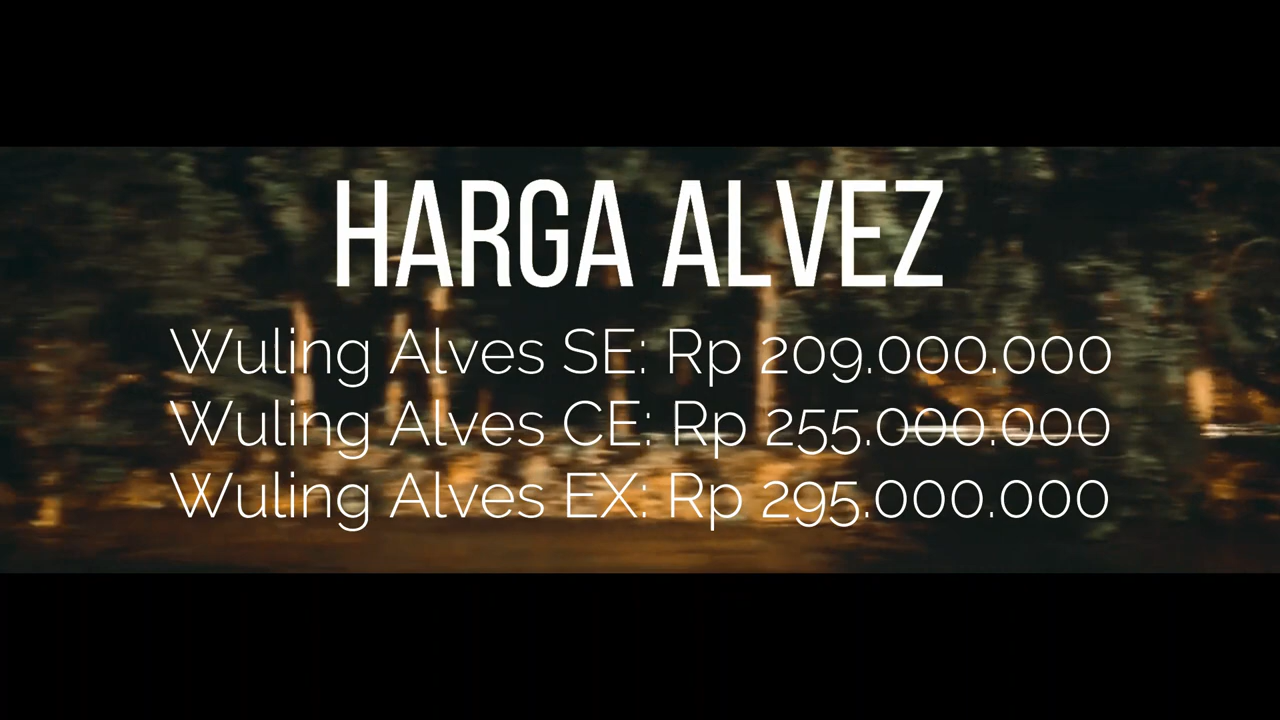 HARGA ALVEZ
Wuling Alves SE: Rp 209.000.000
Wuling Alves CE: Rp 255.000.000
Wuling Alves EX: Rp 295.000.000